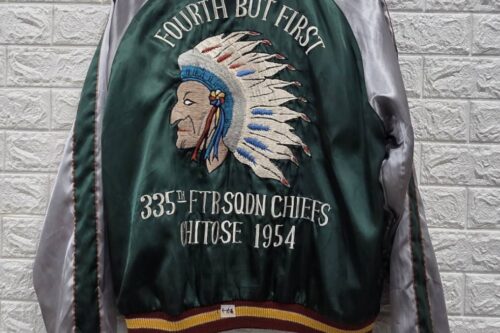 FOURTH BUT FIRST
335TH FTR SQDN CHIEFS
CHITOSE 1954